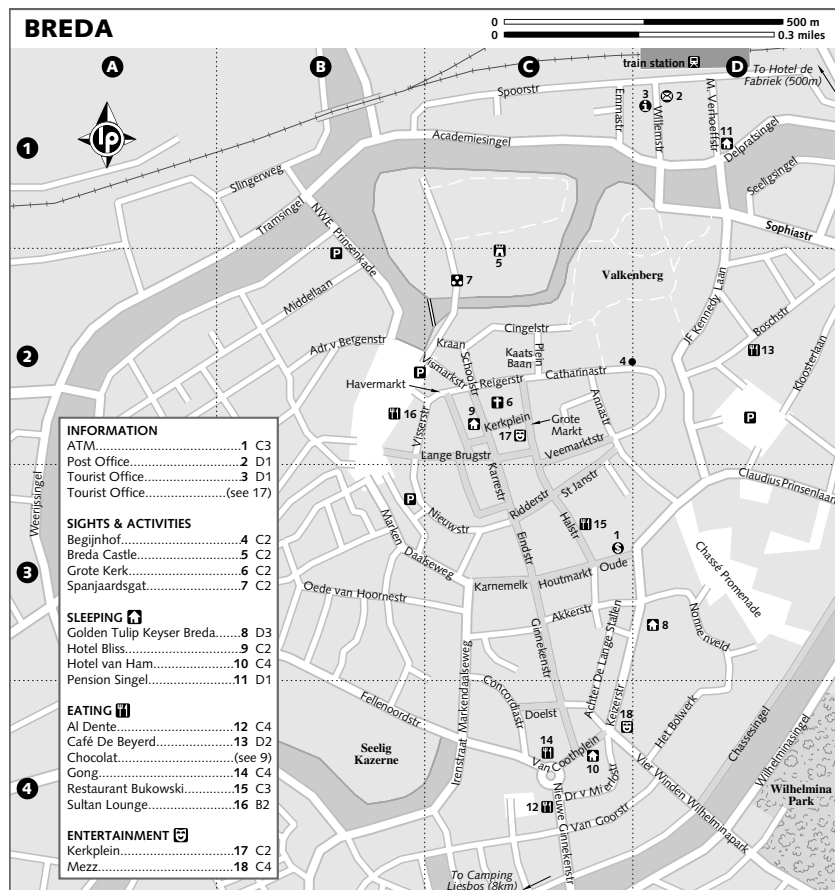 BREDA
0 500 m
0 0.3 miles
A
B
C
D
1
2
3
4
lp
train station
To Hotel de
Fabriek (500m)
Spoorstr
Emmastr
3
2
Willemstr
M. Verhoeffstr
11
Delpratsingel
Academiesingel
Seeligsingel
Slingerweg
Tramsingel
NWE Prinsenkade
Sophiastr
P
5
7
Valkenberg
Middellaan
JF Kennedy Laan
Boschstr
13
Kloosterlaan
Adr v Bergenstr
Cingelstr
Kraan
Schoolstr
Kaats
Baan
Plein
Vismarktstr
P
4
Havermarkt
Reigerstr
Catharinastr
6
9
Kerkplein
Annastr
16
Visserstr
17
Grote
Markt
P
Veemarktstr
Lange Brugstr
Karrestr
Claudius Prinsenlaan
Weerijssingel
St Janstr
P
Ridderstr
Nieuwstr
Marken
Daalseweg
Halstr
15
1
Eindstr
Oude
Houtmarkt
Karnemelk
Chassé Promenade
Oede van Hoornestr
Akkerstr
8
Nonnenveld
Ginnekenstr
Achter De Lange Stallen
Keizerstr
Concordiastr
Fellenoordstr
Irenstraat Markendaalseweg
Doelst
18
Het Bolwerk
Chassesingel
Wilhelminasingel
14
Van Coothplein
10
Seelig
Kazerne
Vier Winden Wilhelminapark
Dr v Mierlostr
12
Van Goorstr
Nieuwe Ginnekenstr
Wilhelmina
Park
To Camping
Liesbos (8km)
INFORMATION
ATM...1 C3
Post Office...2 D1
Tourist Office...3 D1
Tourist Office...(see 17)
SIGHTS & ACTIVITIES
Begijnhof...4 C2
Breda Castle...5 C2
Grote Kerk...6 C2
Spanjaardsgat...7 C2
SLEEPING
Golden Tulip Keyser Breda...8 D3
Hotel Bliss...9 C2
Hotel van Ham...10 C4
Pension Singel...11 D1
EATING
Al Dente...12 C4
Café De Beyerd...13 D2
Chocolat...(see 9)
Gong...14 C4
Restaurant Bukowski...15 C3
Sultan Lounge...16 B2
ENTERTAINMENT
Kerkplein...17 C2
Mezz...18 C4